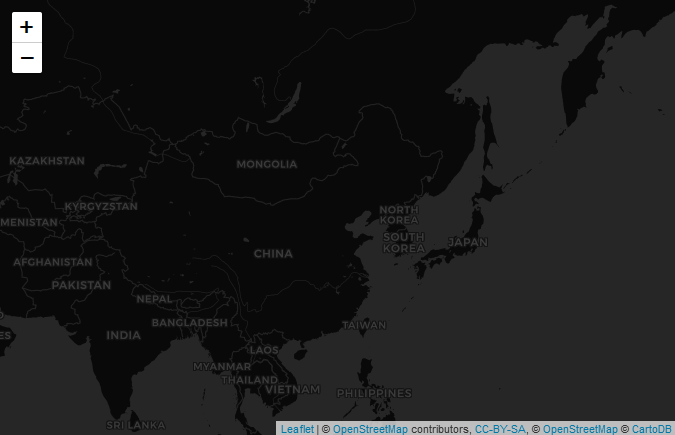 +
−
KAZAKHSTAN
MONGOLIA
KYRGYZSTAN
MENISTAN
NORTH
KOREA
SOUTH
KOREA
JAPAN
AFGHANISTAN
CHINA
PAKISTAN
NEPAL
BANGLADESH
TAIWAN
ES
INDIA
LAOS
MYANMAR
THAILAND
VIETNAM
PHILIPPINES
SRI LANKA
Leaflet | © OpenStreetMap contributors, CC-BY-SA, © OpenStreetMap © CartoDB